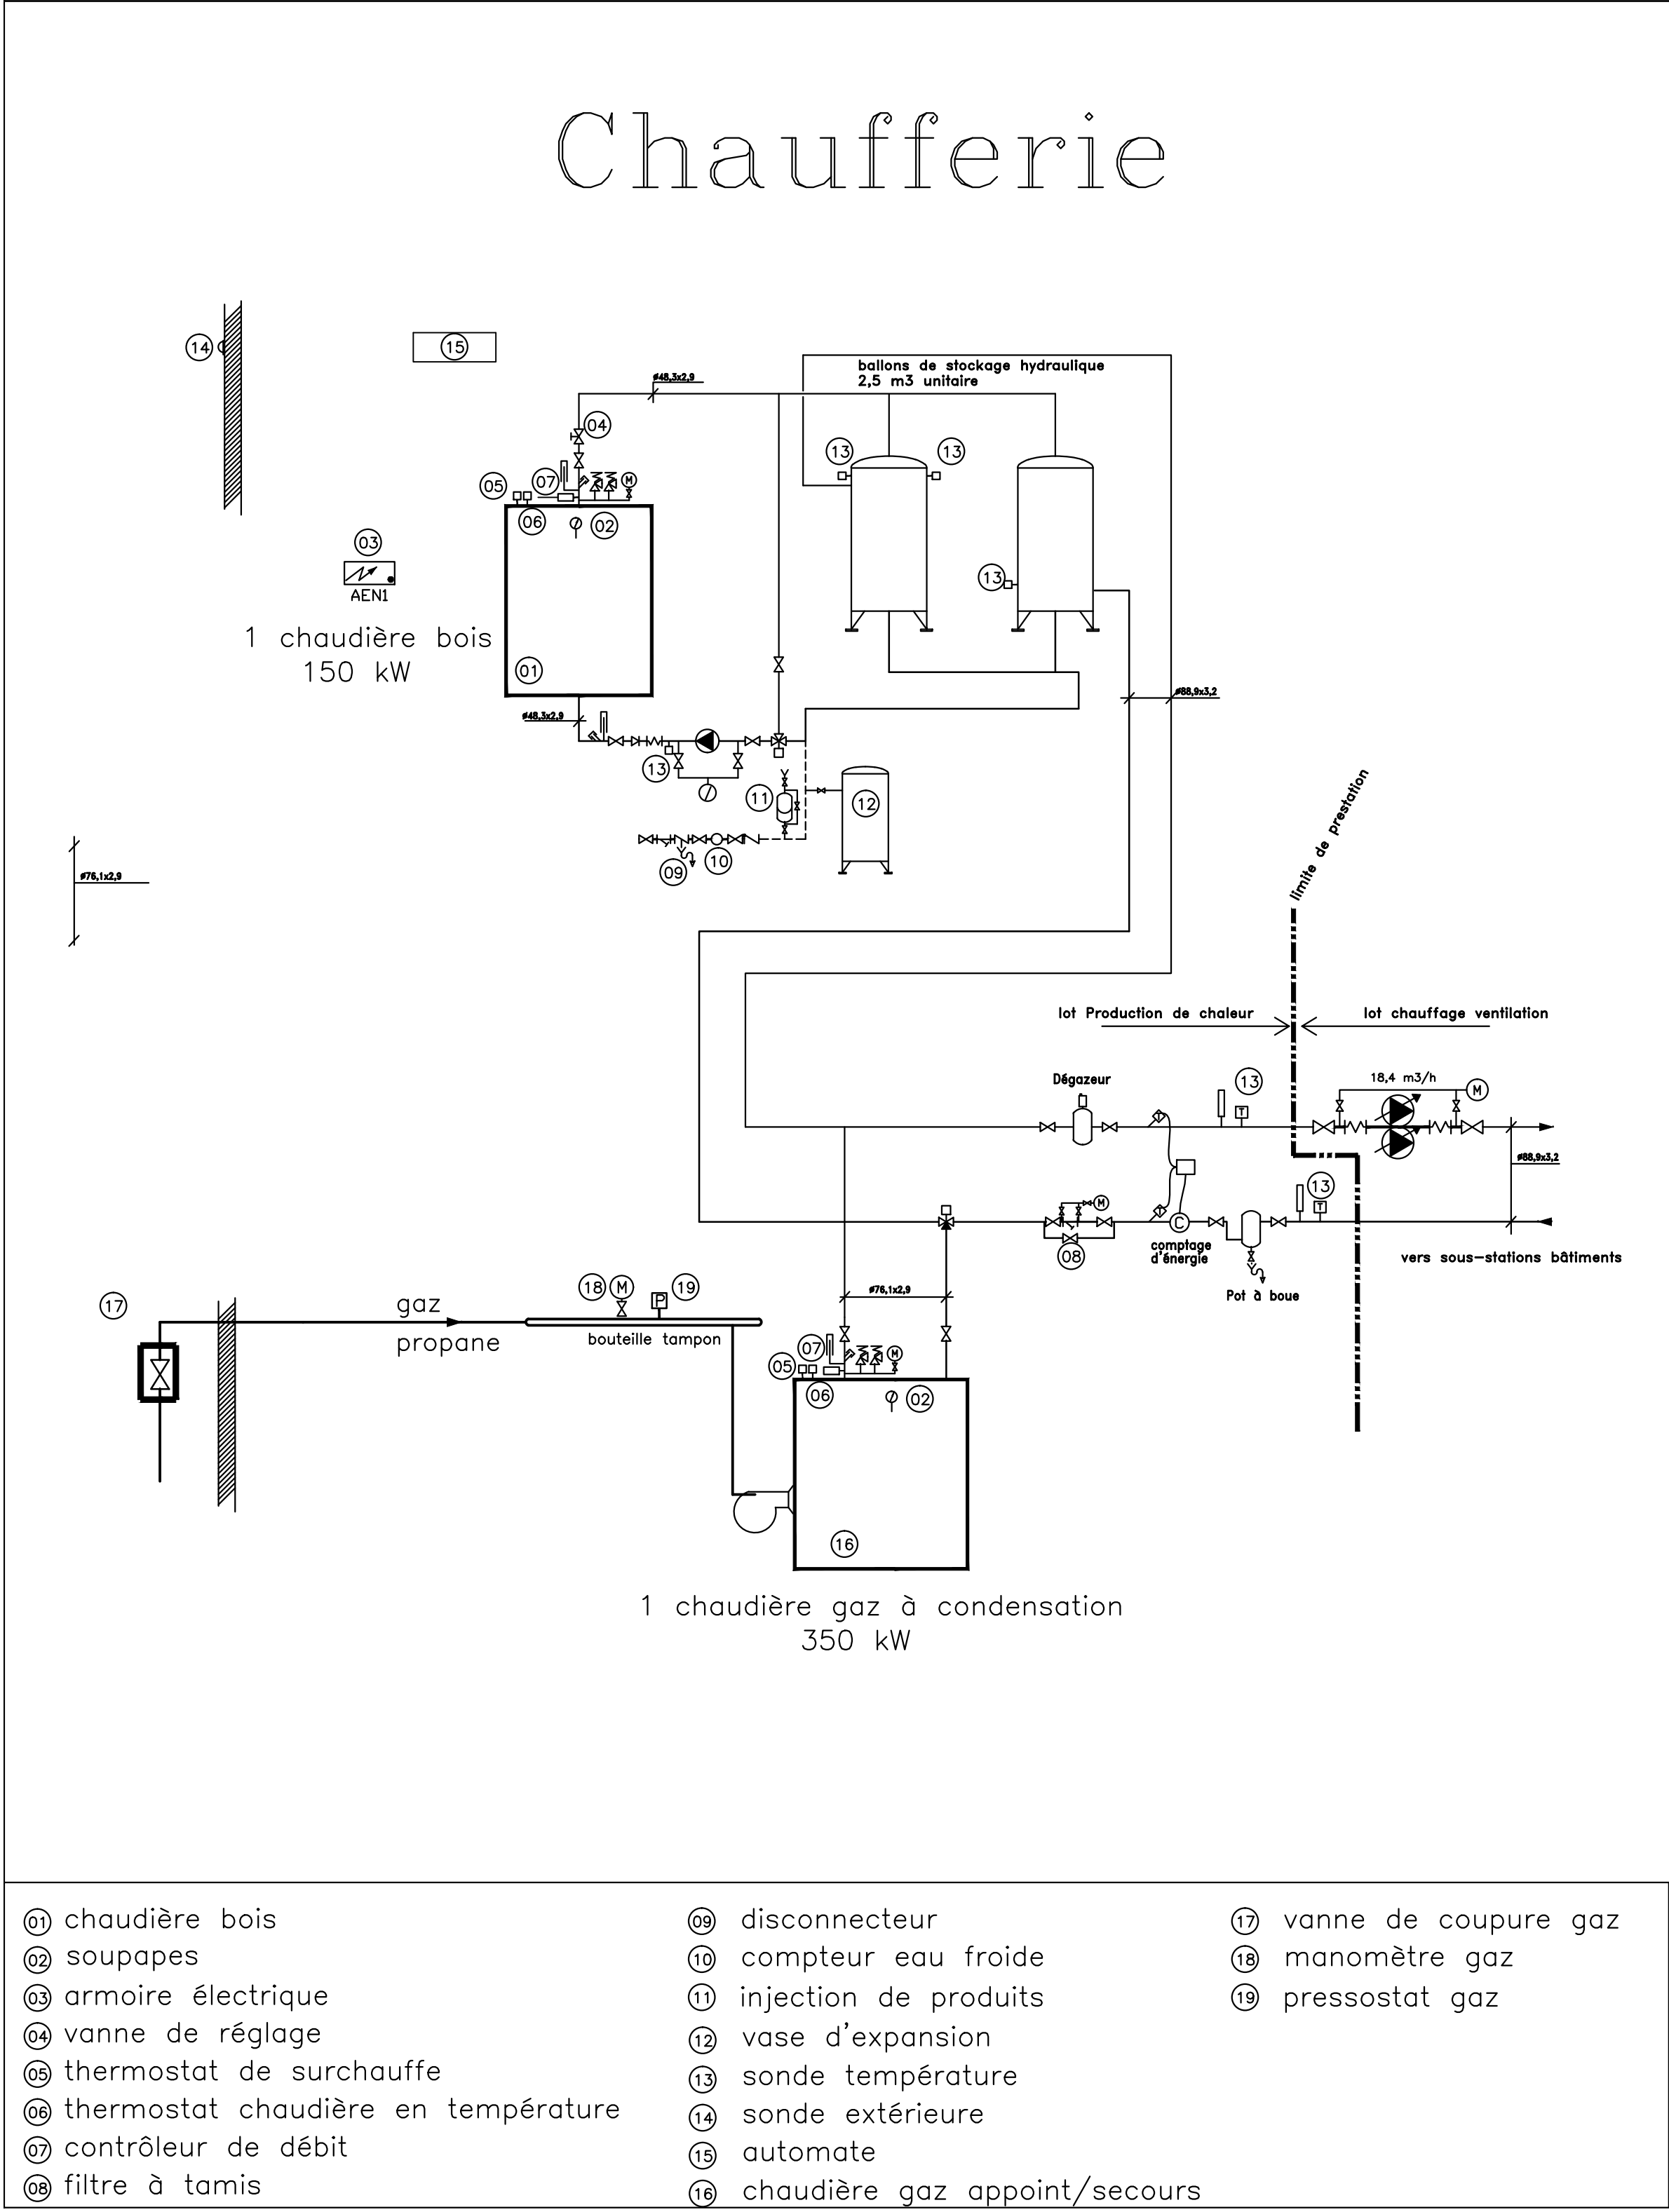 Chaufferie
14
15
ballons de stockage hydraulique
2,5 m3 unitaire
ø48,3x2,9
04
13
13
05
07
M
06
02
03
AEN1
13
1 chaudière bois
150 kW
01
ø48,3x2,9
ø88,9x3,2
13
11
12
09
10
ø76,1x2,9
limite de prestation
lot Production de chaleur
lot chauffage ventilation
Dégazeur
13
18,4 m3/h
M
T
T
ø88,9x3,2
13
T
M
T
C
08
comptage
d'énergie
vers sous-stations bâtiments
Pot à boue
17
gaz
propane
18
M
P
19
bouteille tampon
ø76,1x2,9
07
M
05
06
02
16
1 chaudière gaz à condensation
350 kW
01 chaudière bois
02 soupapes
03 armoire électrique
04 vanne de réglage
05 thermostat de surchauffe
06 thermostat chaudière en température
07 contrôleur de débit
08 filtre à tamis
09 disconnecteur
10 compteur eau froide
11 injection de produits
12 vase d'expansion
13 sonde température
14 sonde extérieure
15 automate
16 chaudière gaz appoint/secours
17 vanne de coupure gaz
18 manomètre gaz
19 pressostat gaz